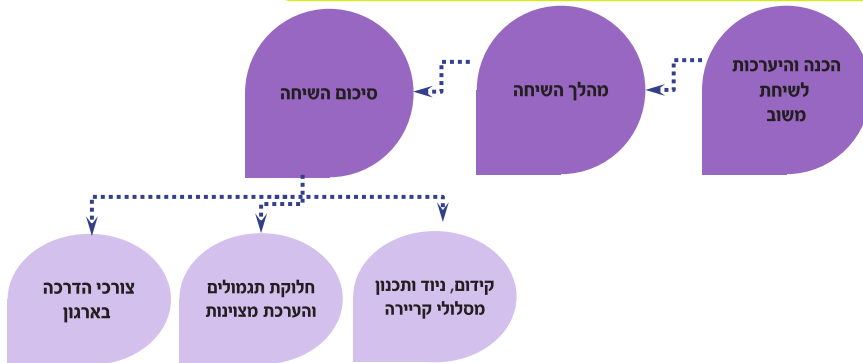 הכנה והיערכות
לשיחת
משוב
מהלך השיחה
סיכום השיחה
קידום, ניוד ותכנון
מסלולי קריירה
חלוקת תגמולים
והערכת מצוינות
צורכי הדרכה
בארגון